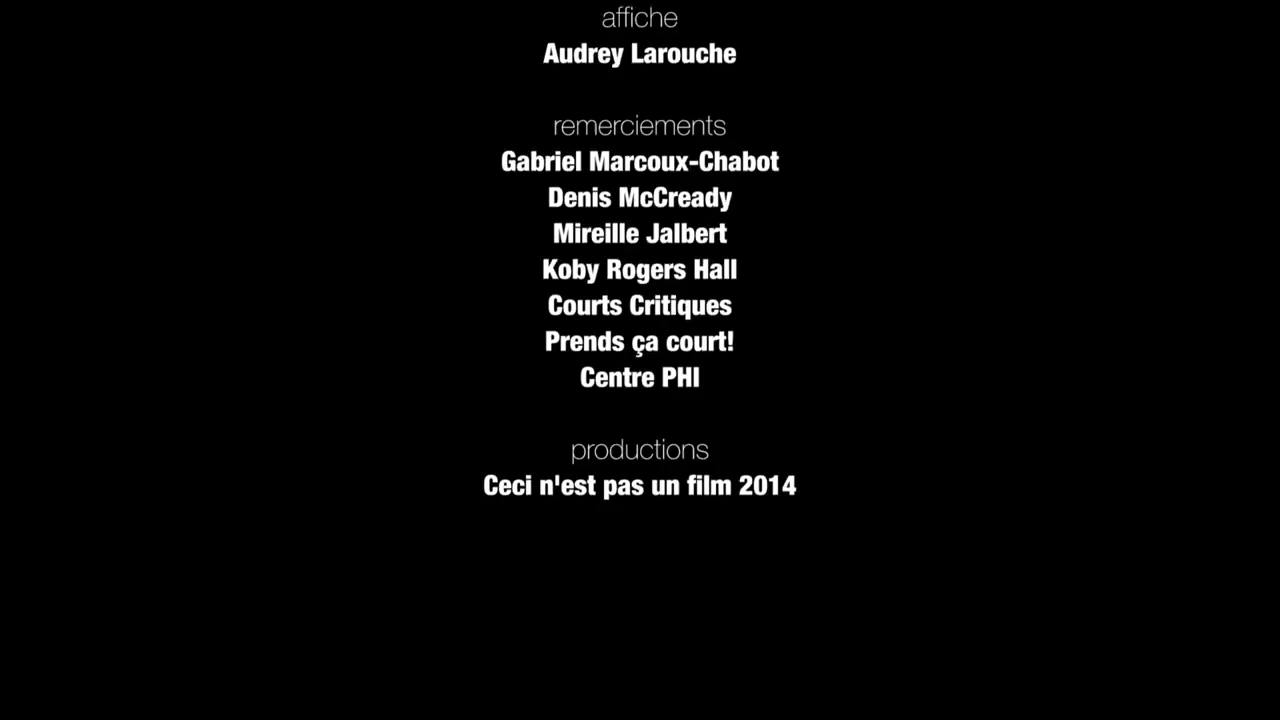 affiche
Audrey Larouche
remerciements
Gabriel Marcoux-Chabot
Denis McCready
Mireille Jalbert
Koby Rogers Hall
Courts Critiques
Prends ça court!
Centre PHI
productions
Ceci n'est pas un film 2014